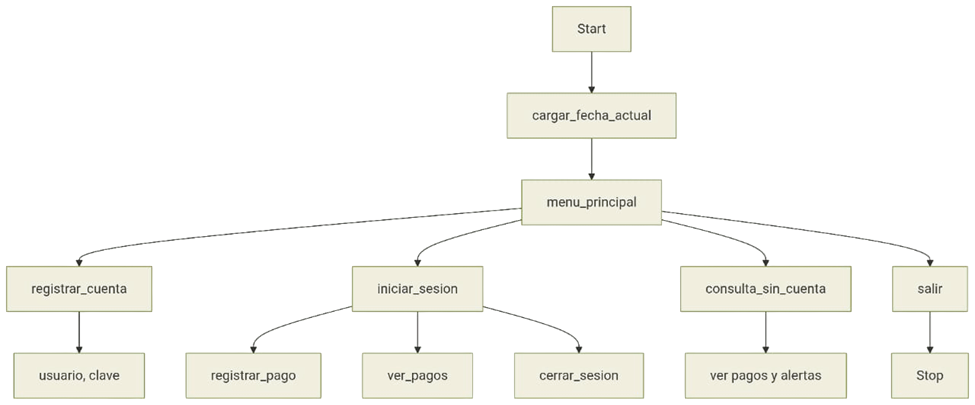 Start
cargar_fecha_actual
menu_principal
registrar_cuenta
iniciar_sesion
consulta_sin_cuenta
salir
usuario, clave
registrar_pago
ver_pagos
cerrar_sesion
ver pagos y alertas
Stop